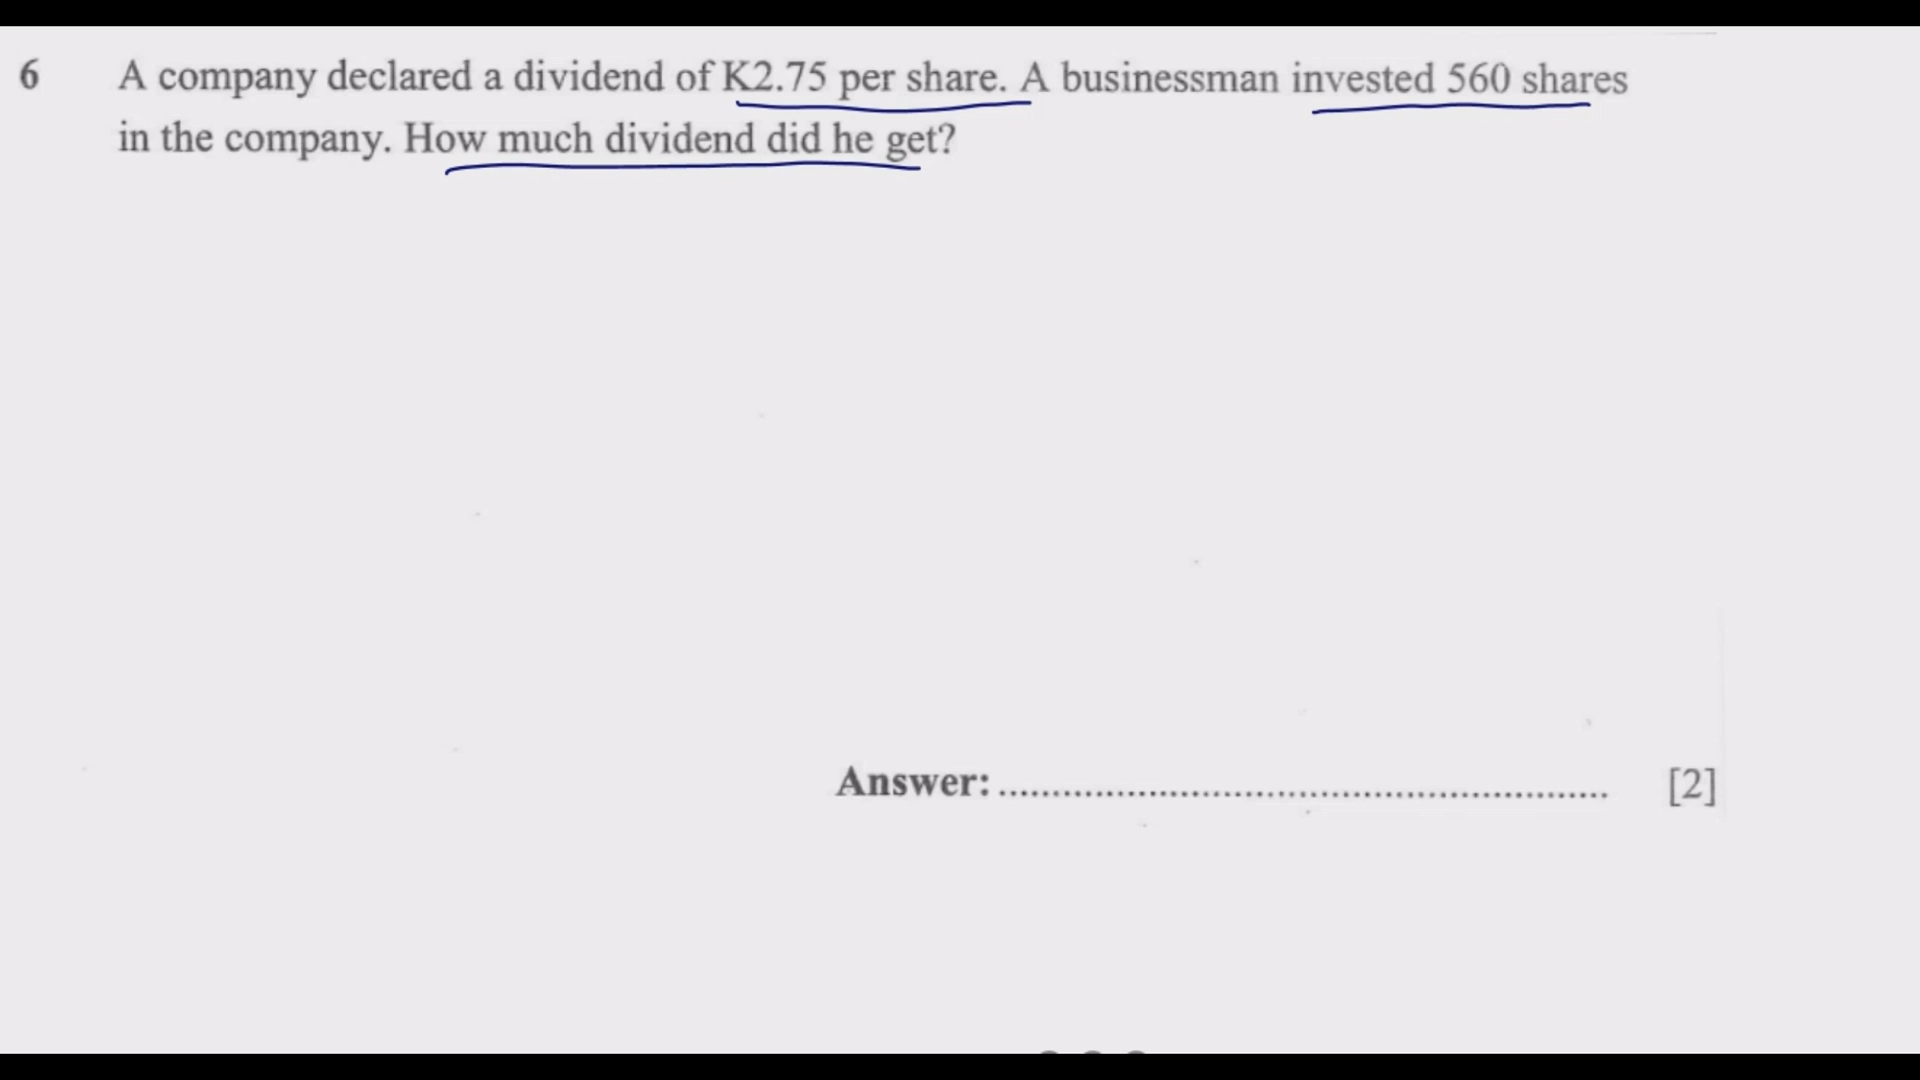 6 A company declared a dividend of K2.75 per share. A businessman invested 560 shares
in the company. How much dividend did he get?
Answer:.......................................................... [2]